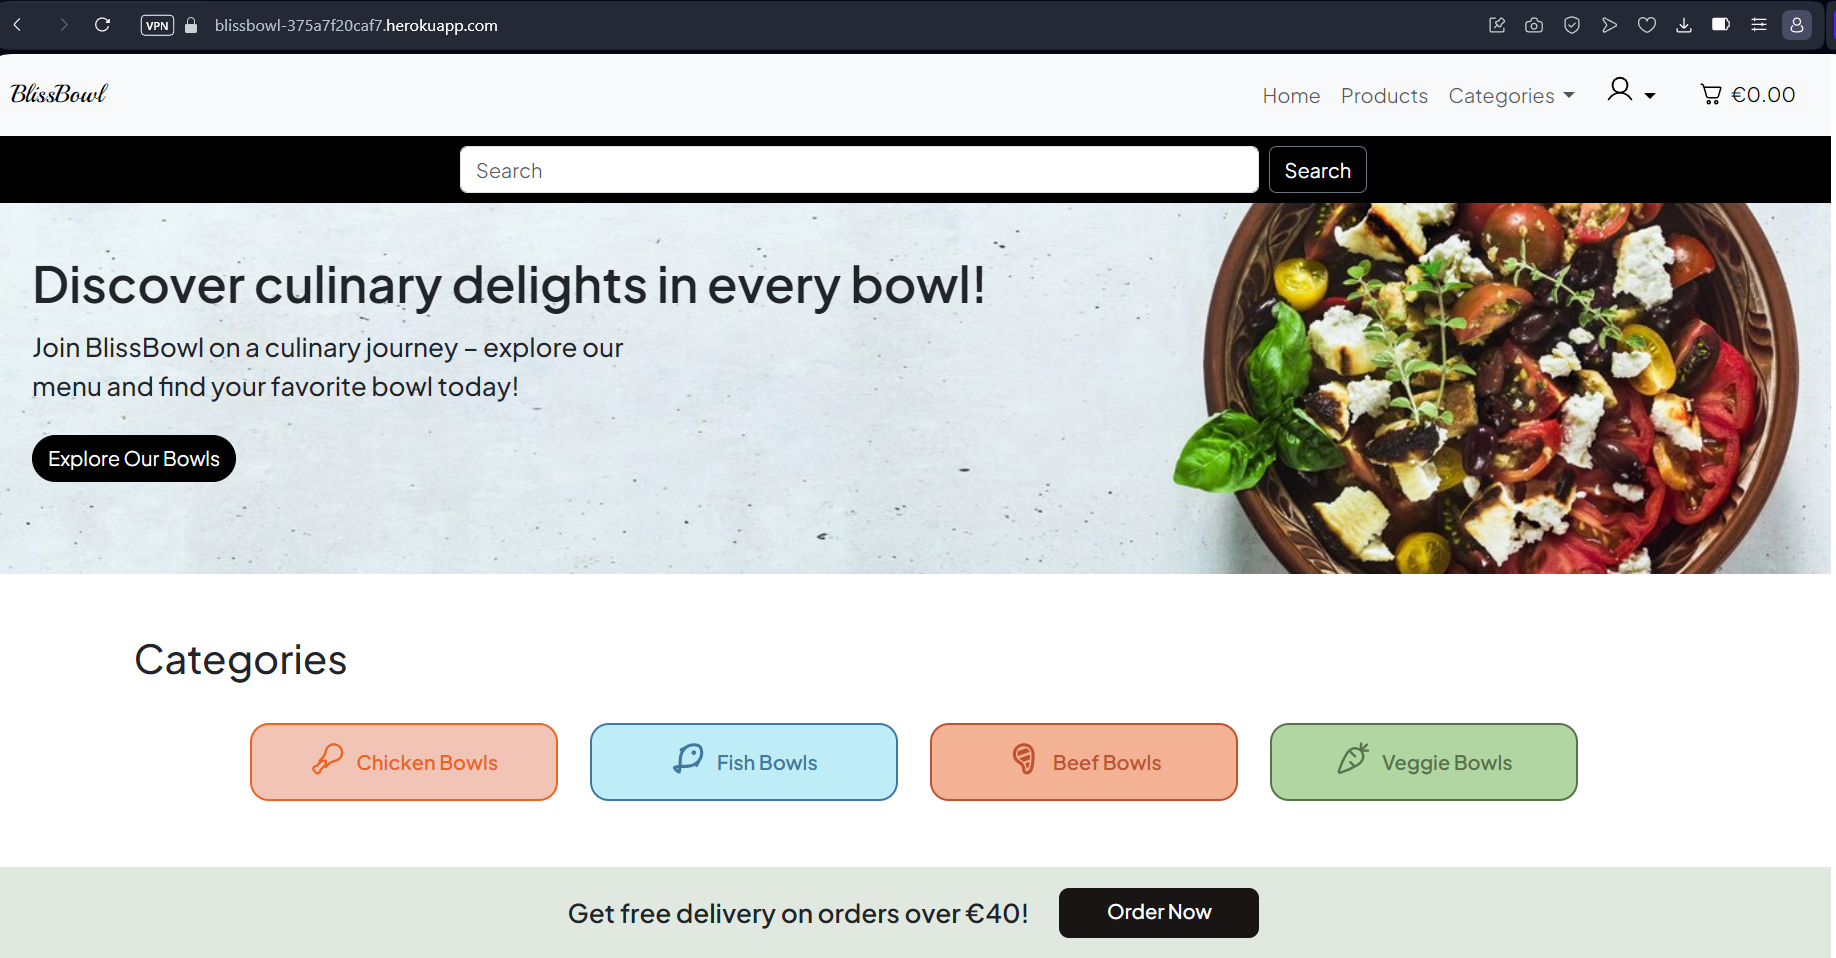 VPN
blissbowl-375a7f20caf7.herokuapp.com
BlissBowl
Home
Products
Categories
€0.00
Search
Search
Discover culinary delights in every bowl!
Join BlissBowl on a culinary journey – explore our
menu and find your favorite bowl today!
Explore Our Bowls
Categories
Chicken Bowls
Fish Bowls
Beef Bowls
Veggie Bowls
Get free delivery on orders over €40!
Order Now